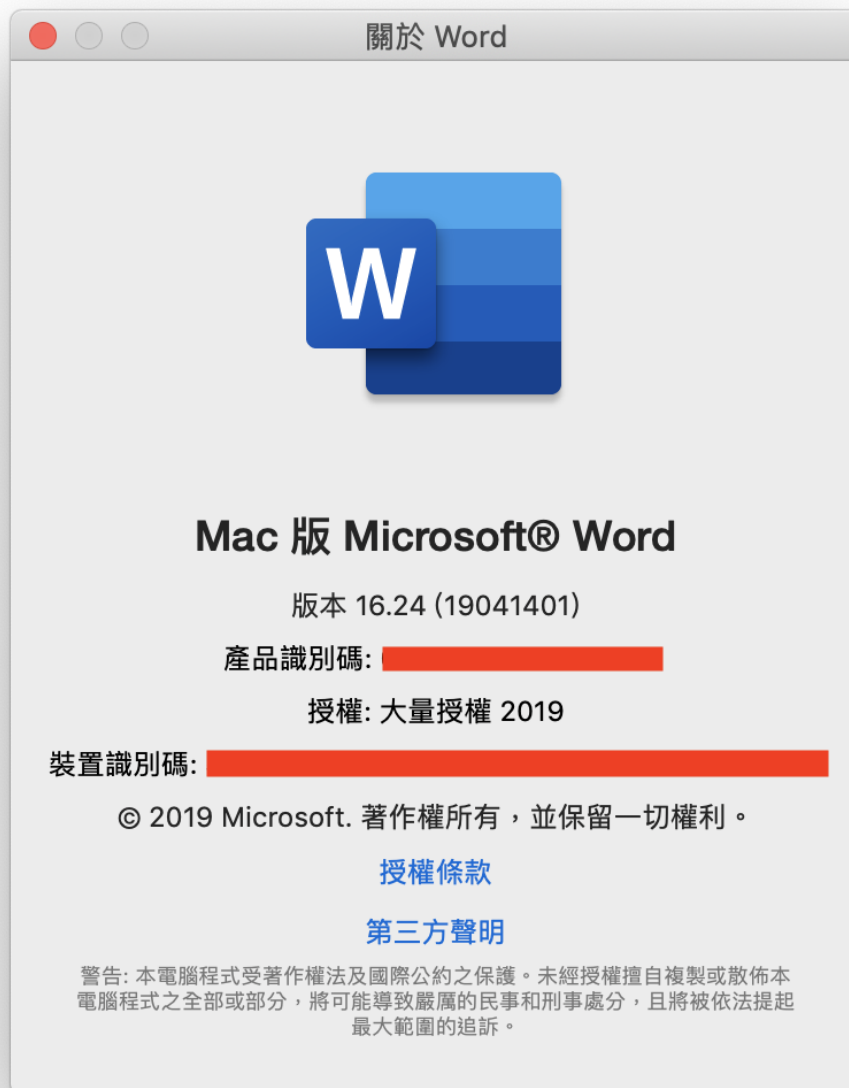 關於 Word
W
Mac 版 Microsoft® Word
版本 16.24 (19041401)
產品識別碼:
授權: 大量授權 2019
裝置識別碼:
© 2019 Microsoft. 著作權所有，並保留一切權利。
授權條款
第三方聲明
警告: 本電腦程式受著作權法及國際公約之保護。未經授權擅自複製或散佈本
電腦程式之全部或部分，將可能導致嚴厲的民事和刑事處分，且將被依法提起
最大範圍的追訴。